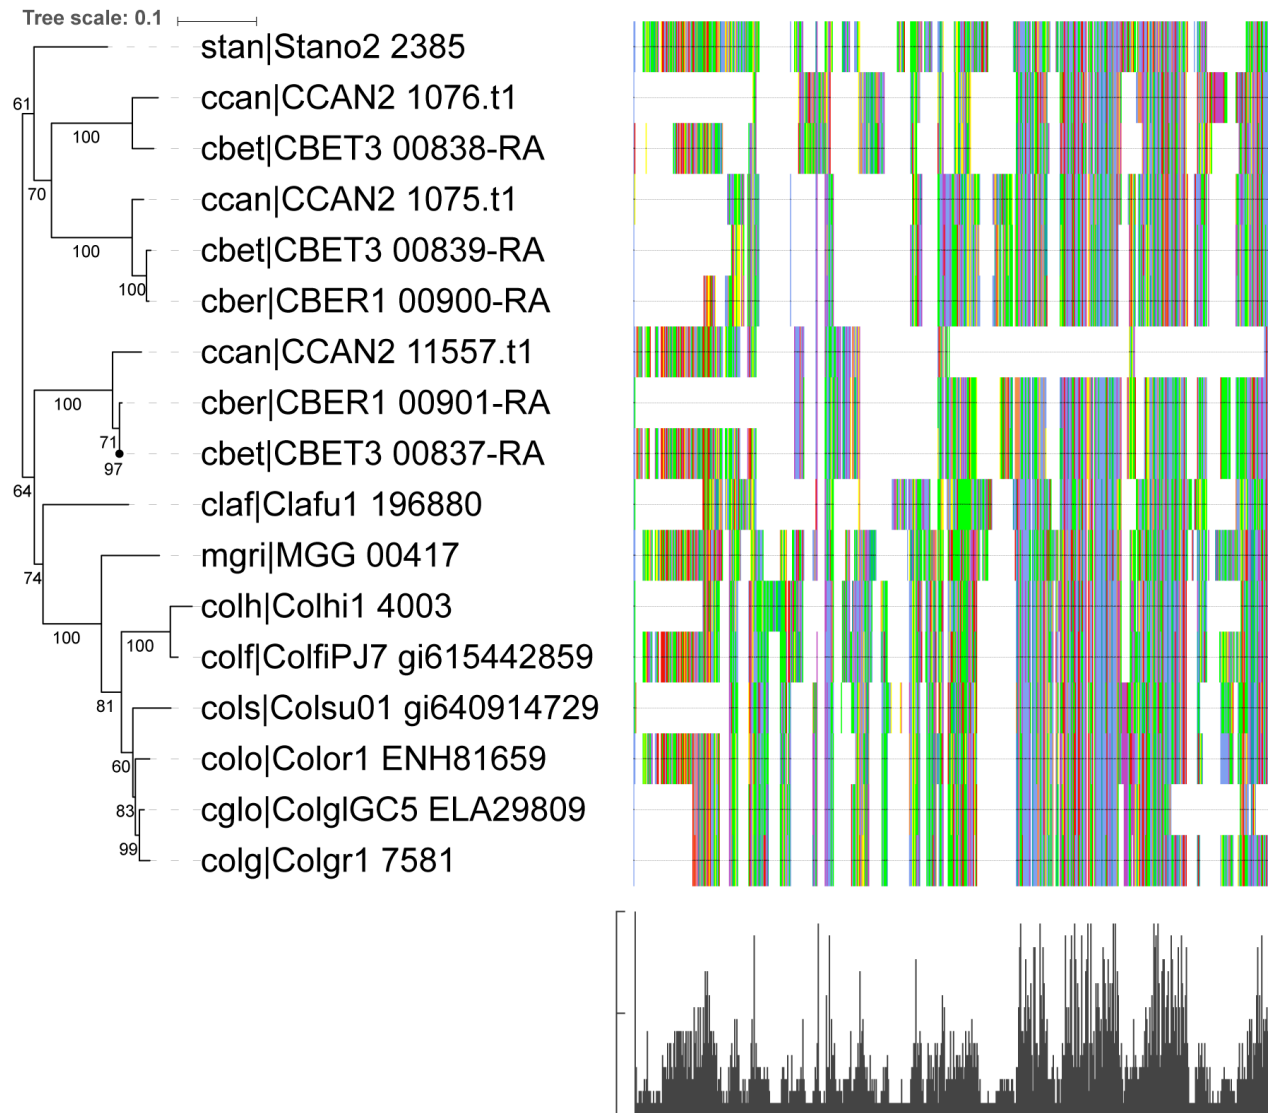 Tree scale: 0.1
stan|Stano2 2385
61
ccan|CCAN2 1076.t1
100
cbet|CBET3 00838-RA
70
ccan|CCAN2 1075.t1
100
cbet|CBET3 00839-RA
100
cber|CBER1 00900-RA
ccan|CCAN2 11557.t1
100
cber|CBER1 00901-RA
71
cbet|CBET3 00837-RA
97
64
claf|Clafu1 196880
mgri|MGG 00417
74
colh|Colhi1 4003
100
100
colf|ColfiPJ7 gi615442859
81
cols|Colsu01 gi640914729
colo|Color1 ENH81659
60
cglo|ColglGC5 ELA29809
83
99
colg|Colgr1 7581